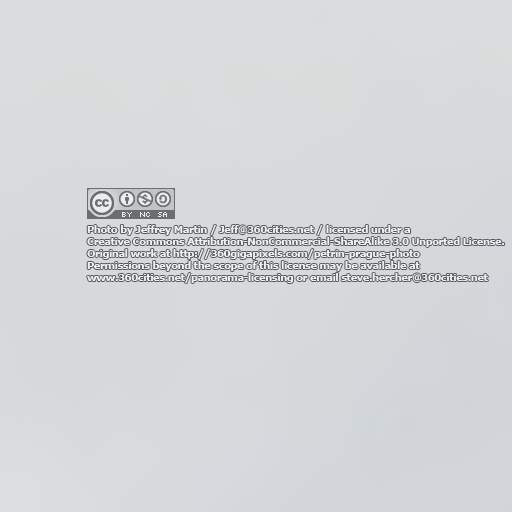 cc BY NC SA
Photo by Jeffrey Martin / Jeff@360cities.net / licensed under a
Creative Commons Attribution-NonCommercial-ShareAlike 3.0 Unported License.
Original work at http://360gigapixels.com/petrin-prague-photo
Permissions beyond the scope of this license may be available at
www.360cities.net/panorama-licensing or email steve.hercher@360cities.net